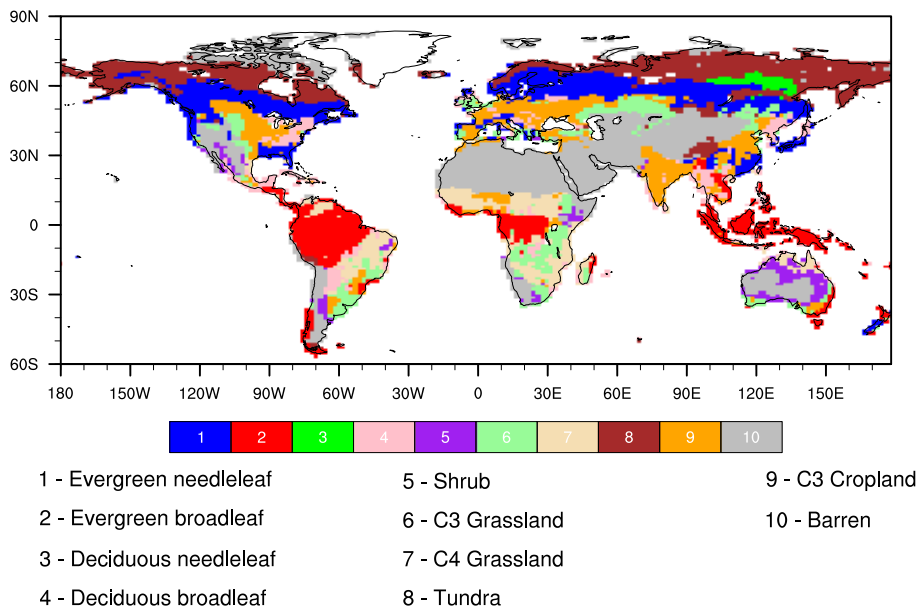 90N
60N
30N
0
30S
60S
180 150W 120W 90W 60W 30W 0 30E 60E 90E 120E 150E
1 2 3 4 5 6 7 8 9 10
1 - Evergreen needleleaf
2 - Evergreen broadleaf
3 - Deciduous needleleaf
4 - Deciduous broadleaf
5 - Shrub
6 - C3 Grassland
7 - C4 Grassland
8 - Tundra
9 - C3 Cropland
10 - Barren